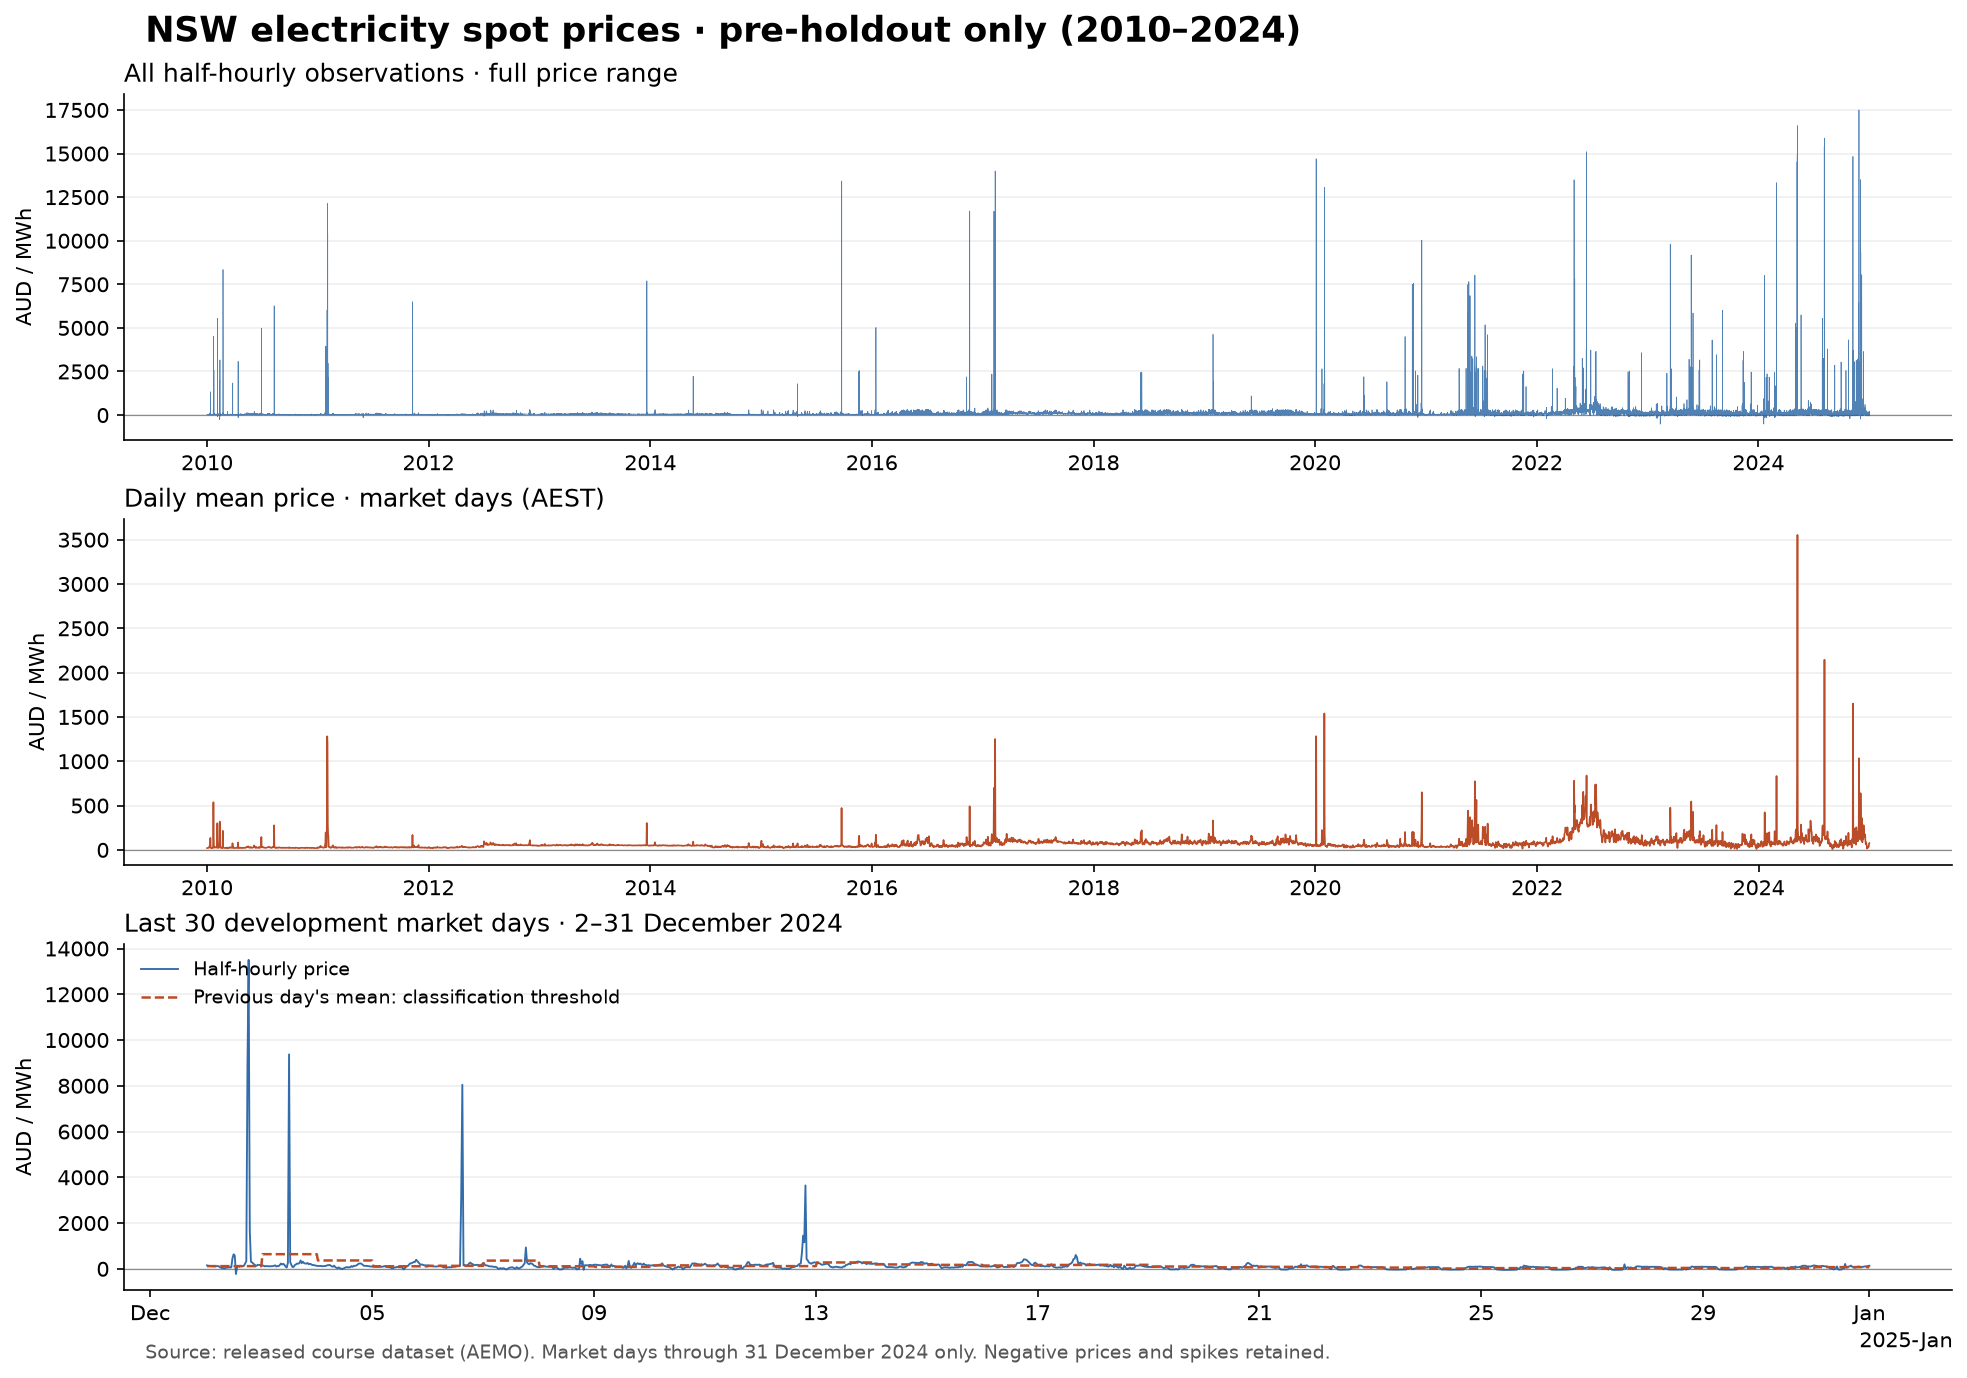 NSW electricity spot prices · pre-holdout only (2010–2024)
All half-hourly observations · full price range
AUD / MWh
17500
15000
12500
10000
7500
5000
2500
0
2010 2012 2014 2016 2018 2020 2022 2024
Daily mean price · market days (AEST)
AUD / MWh
3500
3000
2500
2000
1500
1000
500
0
2010 2012 2014 2016 2018 2020 2022 2024
Last 30 development market days · 2–31 December 2024
AUD / MWh
14000
12000
10000
8000
6000
4000
2000
0
Half-hourly price
Previous day's mean: classification threshold
Dec 05 09 13 17 21 25 29 Jan
2025-Jan
Source: released course dataset (AEMO). Market days through 31 December 2024 only. Negative prices and spikes retained.